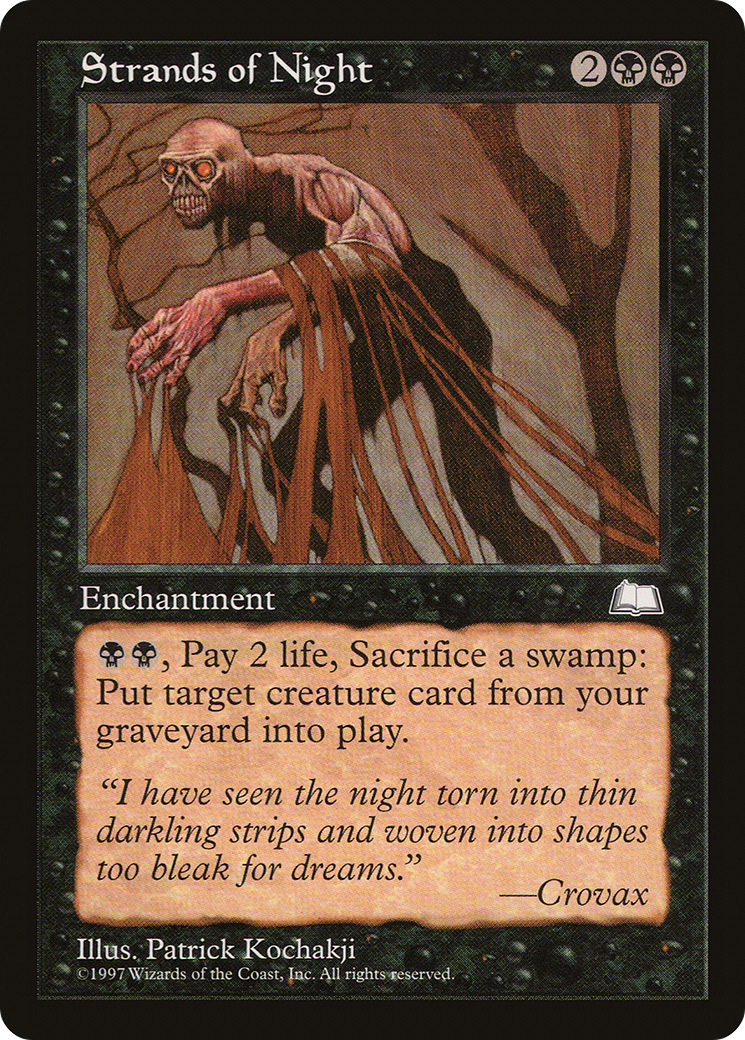 Strands of Night 2
Enchantment
, Pay 2 life, Sacrifice a swamp:
Put target creature card from your
graveyard into play.
“I have seen the night torn into thin
darkling strips and woven into shapes
too bleak for dreams.”
—Crovax
Illus. Patrick Kochakji
©1997 Wizards of the Coast, Inc. All rights reserved.